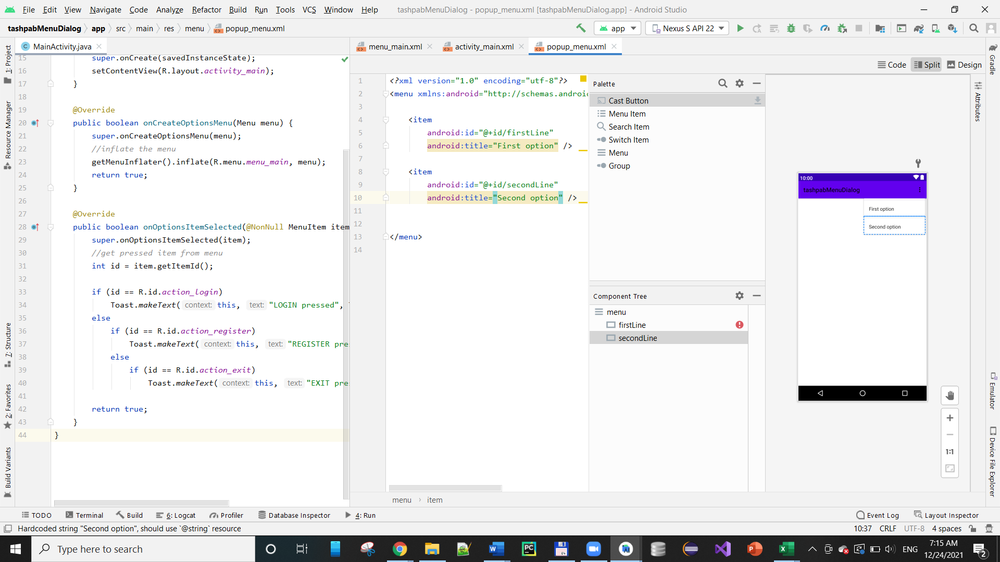 File Edit View Navigate Code Analyze Refactor Build Run Tools VCS Window Help tashpabMenuDialog - popup_menu.xml [tashpabMenuDialog.app] - Android Studio
tashpabMenuDialog app src main res menu popup_menu.xml app Nexus S API 22
MainActivity.java
15 super.onCreate(savedInstanceState);
16 setContentView(R.layout.activity_main);
17 }
18
19 @Override
20 public boolean onCreateOptionsMenu(Menu menu) {
21 super.onCreateOptionsMenu(menu);
22 //inflate the menu
23 getMenuInflater().inflate(R.menu.menu_main, menu);
24 return true;
25 }
26
27 @Override
28 public boolean onOptionsItemSelected(@NonNull MenuItem item
29 super.onOptionsItemSelected(item);
30 //get pressed item from menu
31 int id = item.getItemId();
32
33 if (id == R.id.action_login)
34 Toast.makeText( context: this, text: "LOGIN pressed",
35 else
36 if (id == R.id.action_register)
37 Toast.makeText( context: this, text: "REGISTER pre
38 else
39 if (id == R.id.action_exit)
40 Toast.makeText( context: this, text: "EXIT pre
41
42 return true;
43 }
44 }
menu_main.xml activity_main.xml popup_menu.xml
Code Split Design
1 <?xml version="1.0" encoding="utf-8"?>
2 <menu xmlns:android="http://schemas.androi
3
4 <item
5 android:id="@+id/firstLine"
6 android:title="First option" />
7
8 <item
9 android:id="@+id/secondLine"
10 android:title="Second option" />
11
12
13 </menu>
14
menu item
Palette
Cast Button
Menu Item
Search Item
Switch Item
Menu
Group
Component Tree
menu
firstLine
secondLine
10:00
tashpabMenuDialog
First option
Second option
1:1
1: Project
Resource Manager
7: Structure
2: Favorites
Build Variants
Gradle
Attributes
Emulator
Device File Explorer
TODO Terminal Build 6: Logcat Profiler Database Inspector 4: Run Event Log Layout Inspector
Hardcoded string "Second option", should use `@string` resource 10:37 CRLF UTF-8 4 spaces
Type here to search
PC
64
ENG
7:15 AM
12/24/2021
2